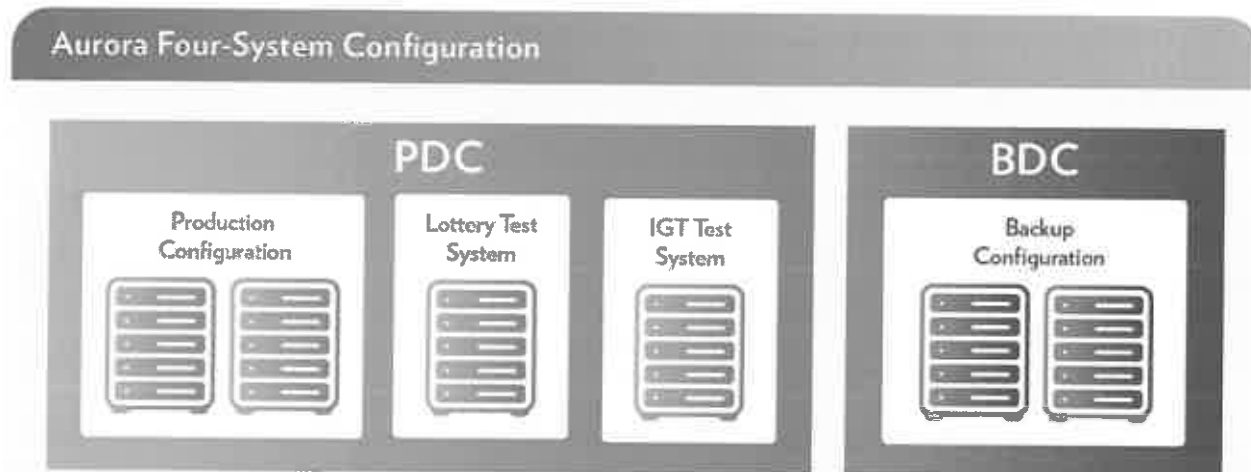 Aurora Four-System Configuration
PDC
Production
Configuration
Lottery Test
System
IGT Test
System
BDC
Backup
Configuration